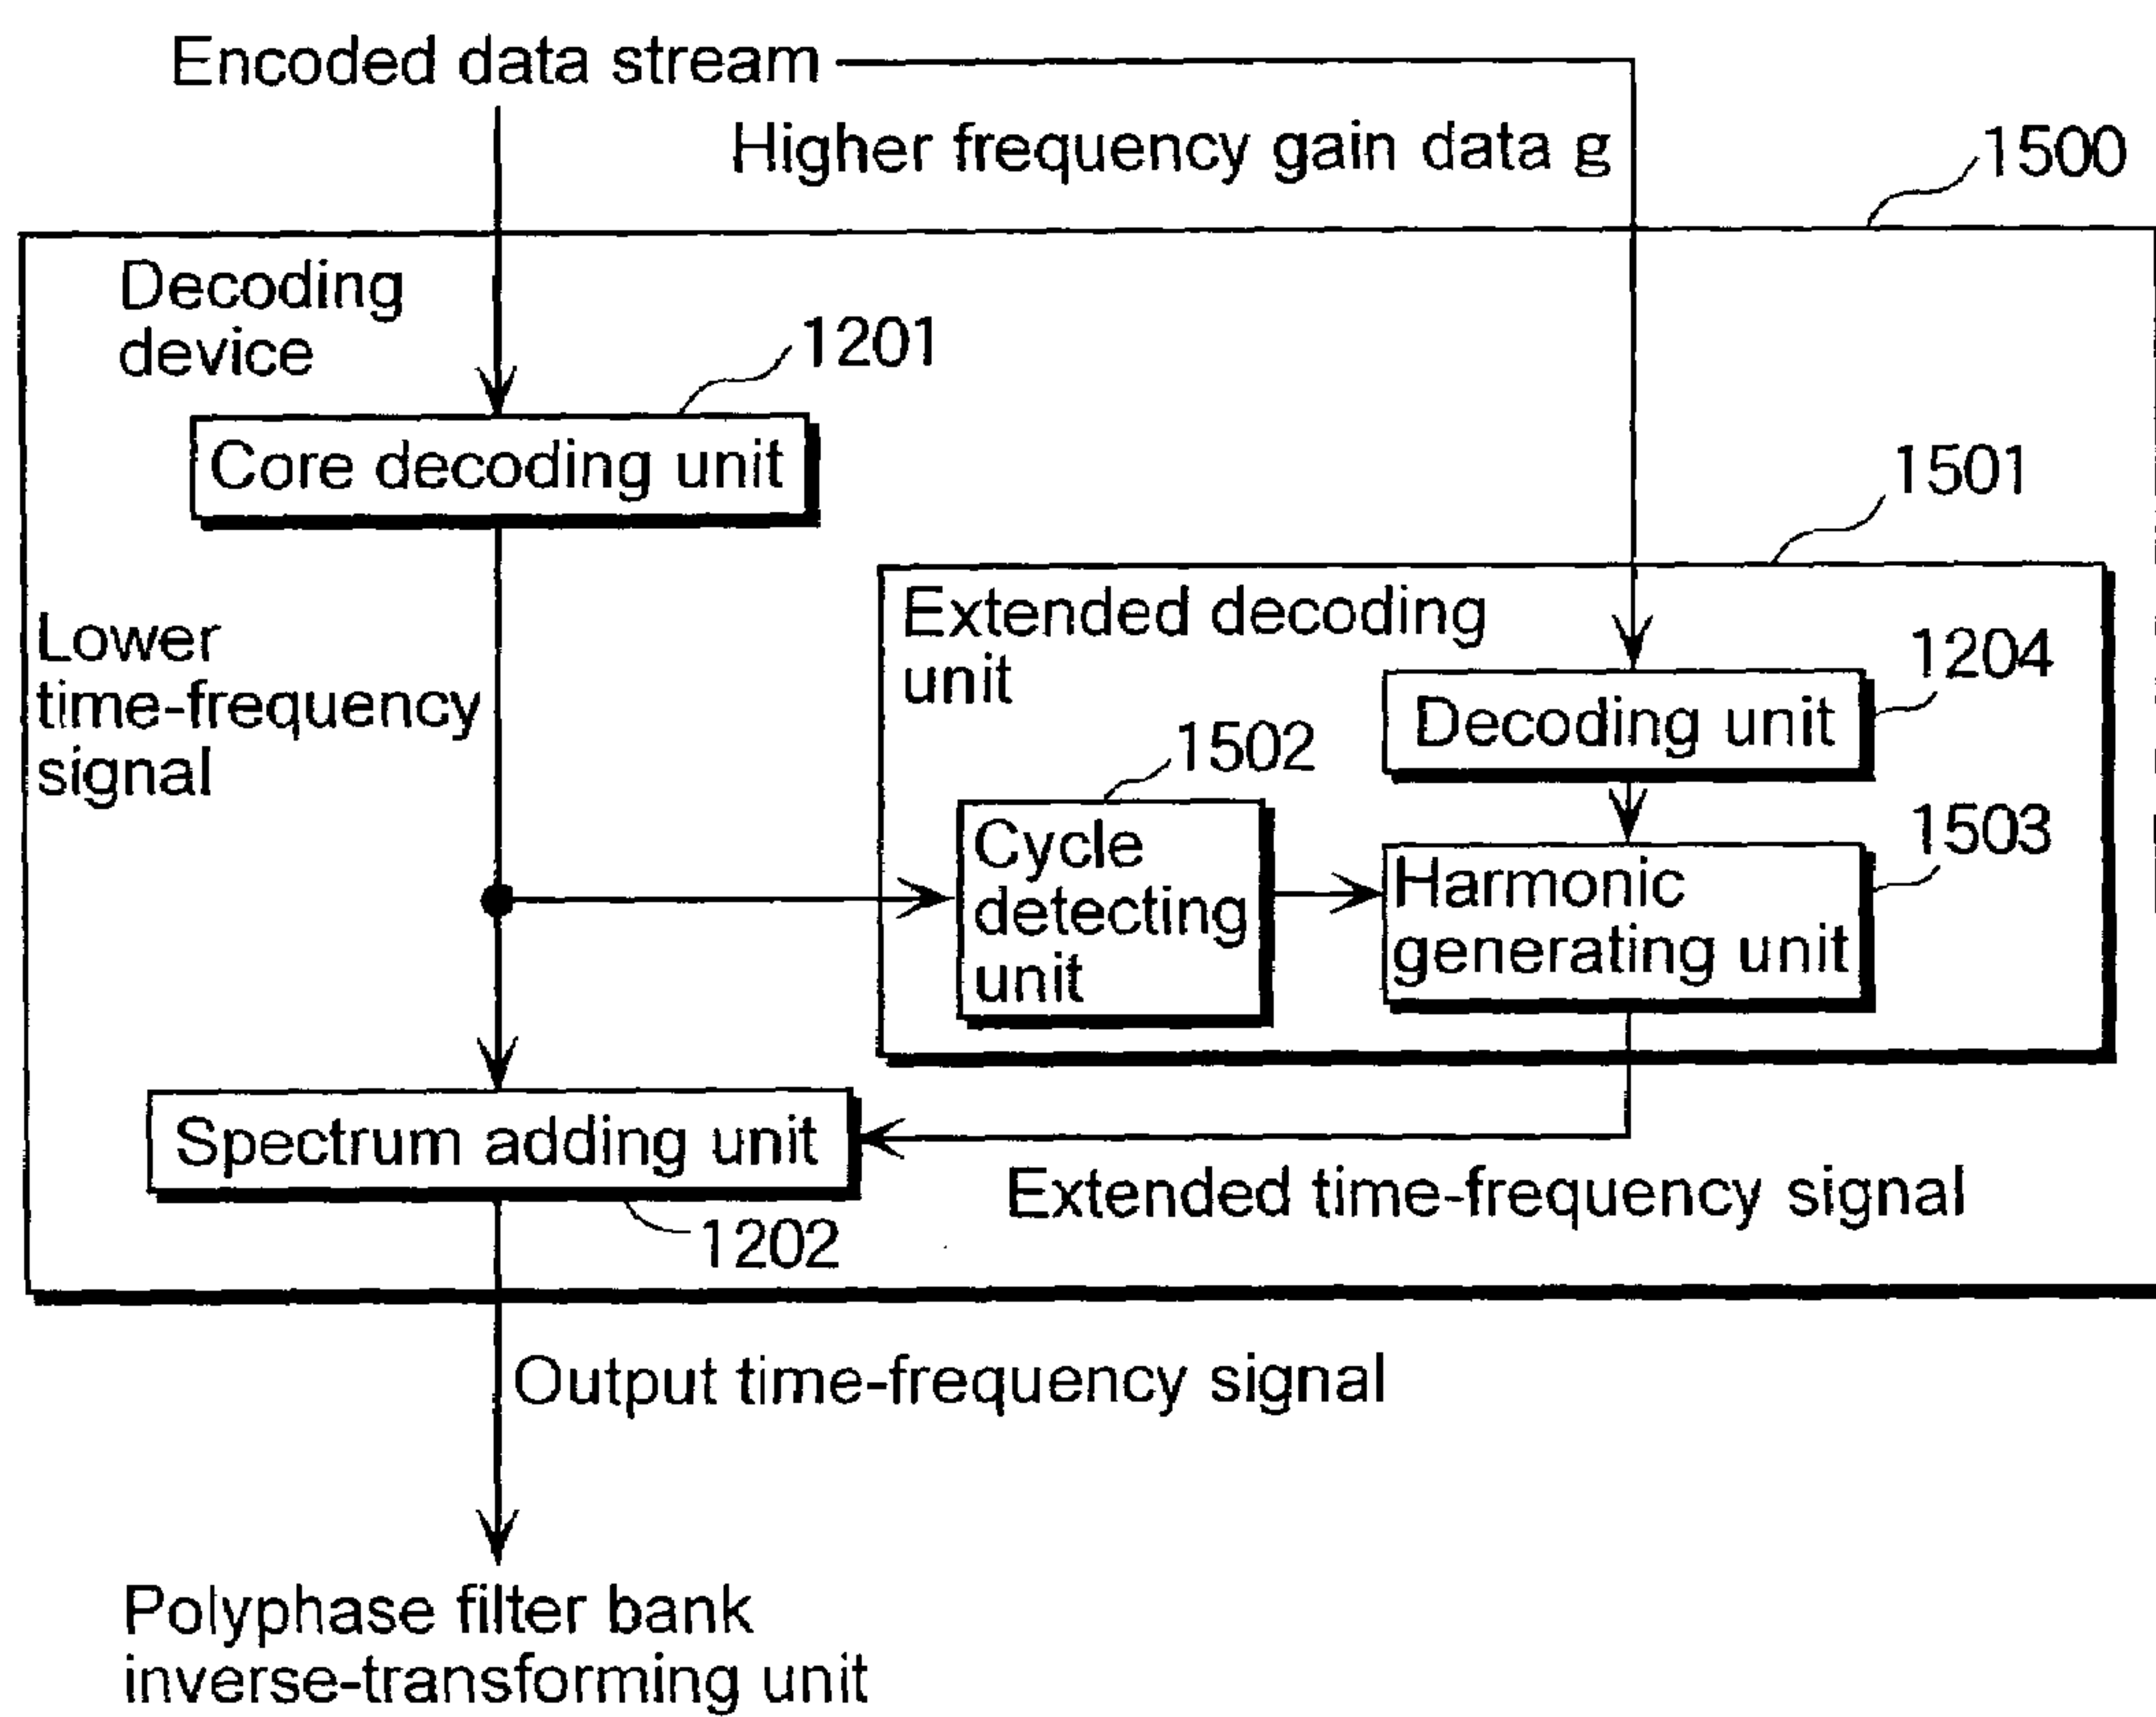 Encoded data stream
Higher frequency gain data g
1500
Decoding
device
1201
Core decoding unit
1501
Extended decoding
unit
Lower
time-frequency
signal
1204
Decoding unit
1502
Cycle
detecting
unit
1503
Harmonic
generating unit
Spectrum adding unit
1202
Extended time-frequency signal
Output time-frequency signal
Polyphase filter bank
inverse-transforming unit